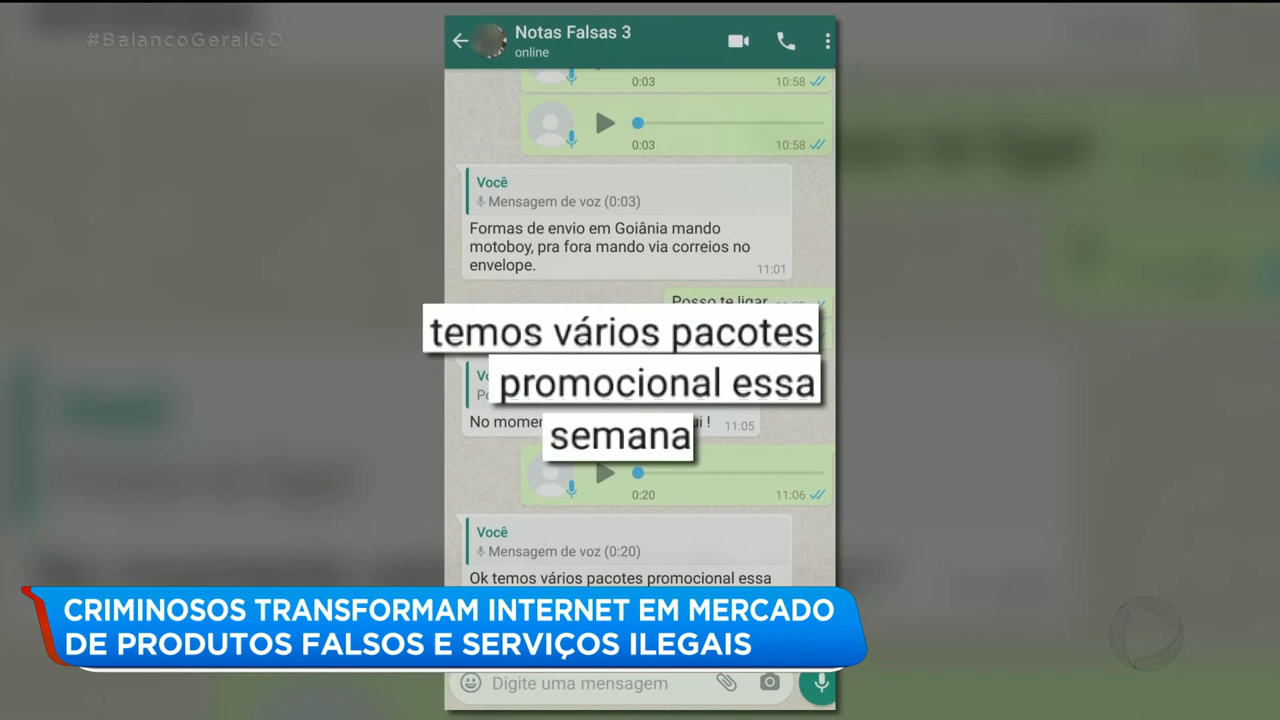 #BalancoGeralGO
Notas Falsas 3
online
0:03
10:58
0:03
10:58
Você
Mensagem de voz (0:03)
Formas de envio em Goiânia mando
motoboy, pra fora mando via correios no
envelope.
11:01
Posso te ligar
temos vários pacotes
promocional essa
semana
No
11:05
0:20
11:06
Você
Mensagem de voz (0:20)
Ok temos vários pacotes promocional essa
CRIMINOSOS TRANSFORMAM INTERNET EM MERCADO
DE PRODUTOS FALSOS E SERVIÇOS ILEGAIS
Digite uma mensagem